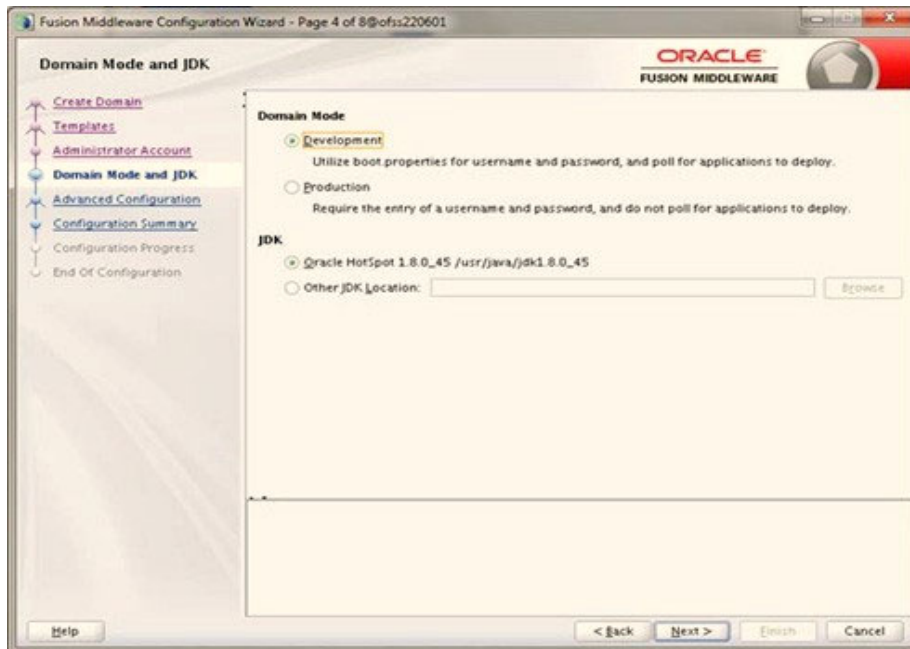 Fusion Middleware Configuration Wizard - Page 4 of 8@ofss220601
Domain Mode and JDK
ORACLE
FUSION MIDDLEWARE
Create Domain
Templates
Administrator Account
Domain Mode and JDK
Advanced Configuration
Configuration Summary
Configuration Progress
End Of Configuration
Domain Mode
Development
Utilize boot.properties for username and password, and poll for applications to deploy.
Production
Require the entry of a username and password, and do not poll for applications to deploy.
JDK
Oracle HotSpot 1.8.0_45 /usr/java/jdk1.8.0_45
Other JDK Location:
Browse
Help
< Back
Next >
Finish
Cancel